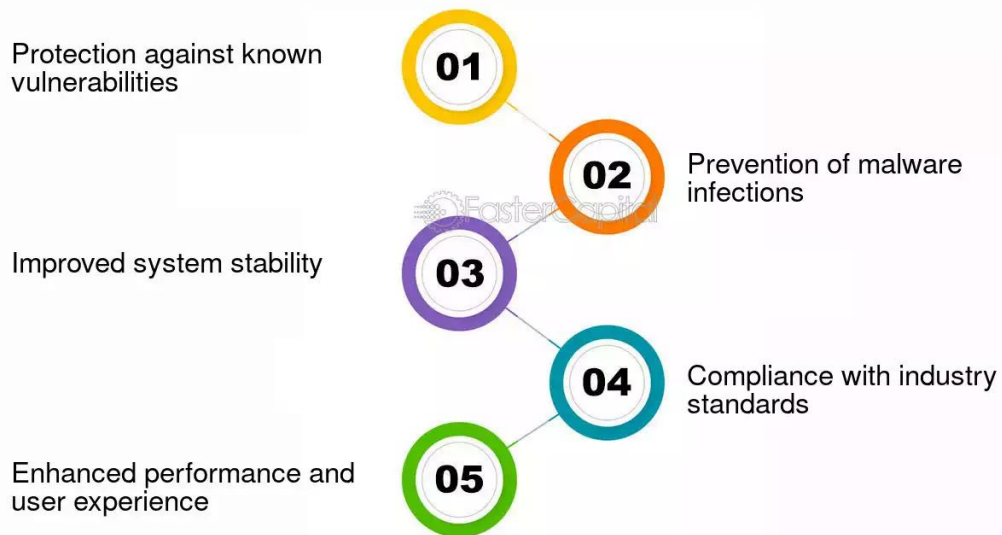 Protection against known
vulnerabilities
01
02
Prevention of malware
infections
FasterCapital
Improved system stability
03
04
Compliance with industry
standards
Enhanced performance and
user experience
05